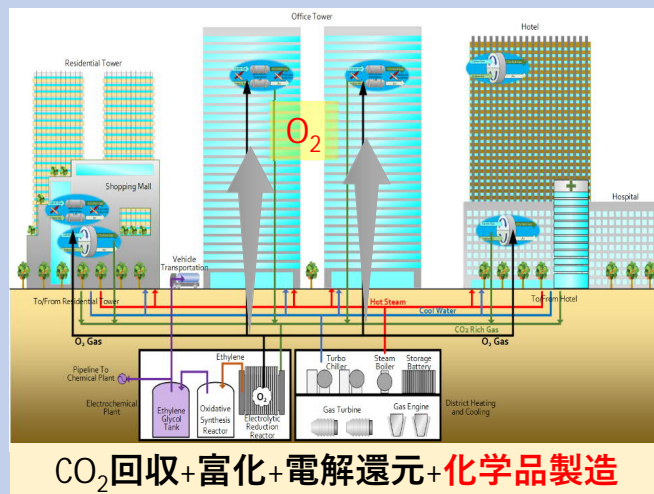 Office Tower
Hotel
Residential Tower
O2
Shopping Mall
Hospital
Vehicle
Transportation
To/From Residential Tower
Hot Steam
To/From Hotel
Cool Water
CO2 Rich Gas
O2 Gas
O2 Gas
Pipeline To
Chemical Plant
Electrochemical
Plant
Ethylene
Ethylene
Glycol
Tank
Oxidative
Synthesis
Reactor
O2
Electrolytic
Reduction
Reactor
Turbo
Chiller
Steam
Boiler
Storage
Battery
District Heating
and Cooling
Gas Turbine
Gas Engine
CO2回収+富化+電解還元+化学品製造